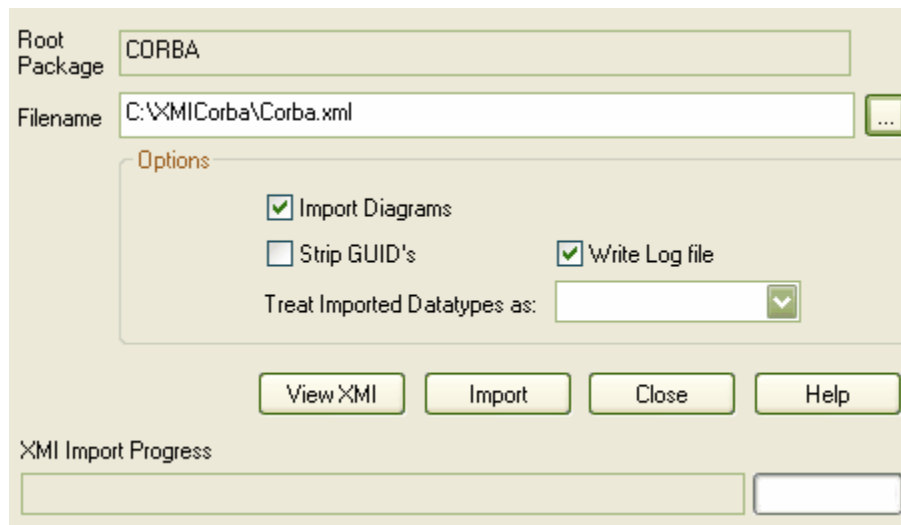 Root
Package
CORBA
Filename
C:\XMICorba\Corba.xml
...
Options
Import Diagrams
Strip GUID's
Write Log file
Treat Imported Datatypes as:
View XMI
Import
Close
Help
XMI Import Progress